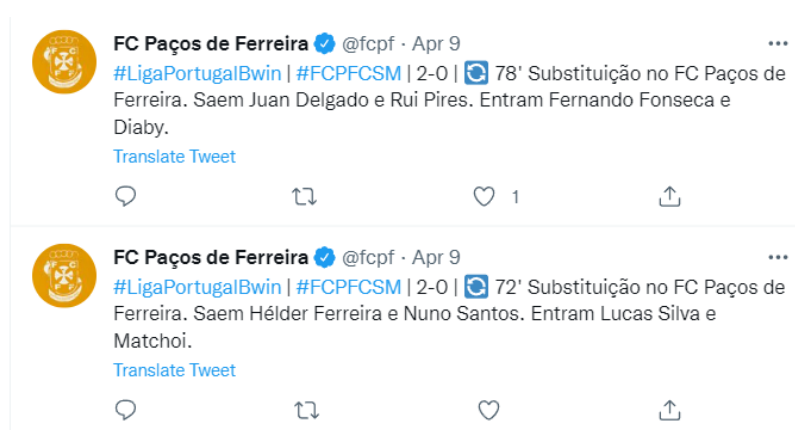 FC Paços de Ferreira @fcpf · Apr 9
#LigaPortugalBwin | #FCPFCSM | 2-0 | 🔄 78' Substituição no FC Paços de
Ferreira. Saem Juan Delgado e Rui Pires. Entram Fernando Fonseca e
Diaby.
Translate Tweet
1
FC Paços de Ferreira @fcpf · Apr 9
#LigaPortugalBwin | #FCPFCSM | 2-0 | 🔄 72' Substituição no FC Paços de
Ferreira. Saem Hélder Ferreira e Nuno Santos. Entram Lucas Silva e
Matchoi.
Translate Tweet